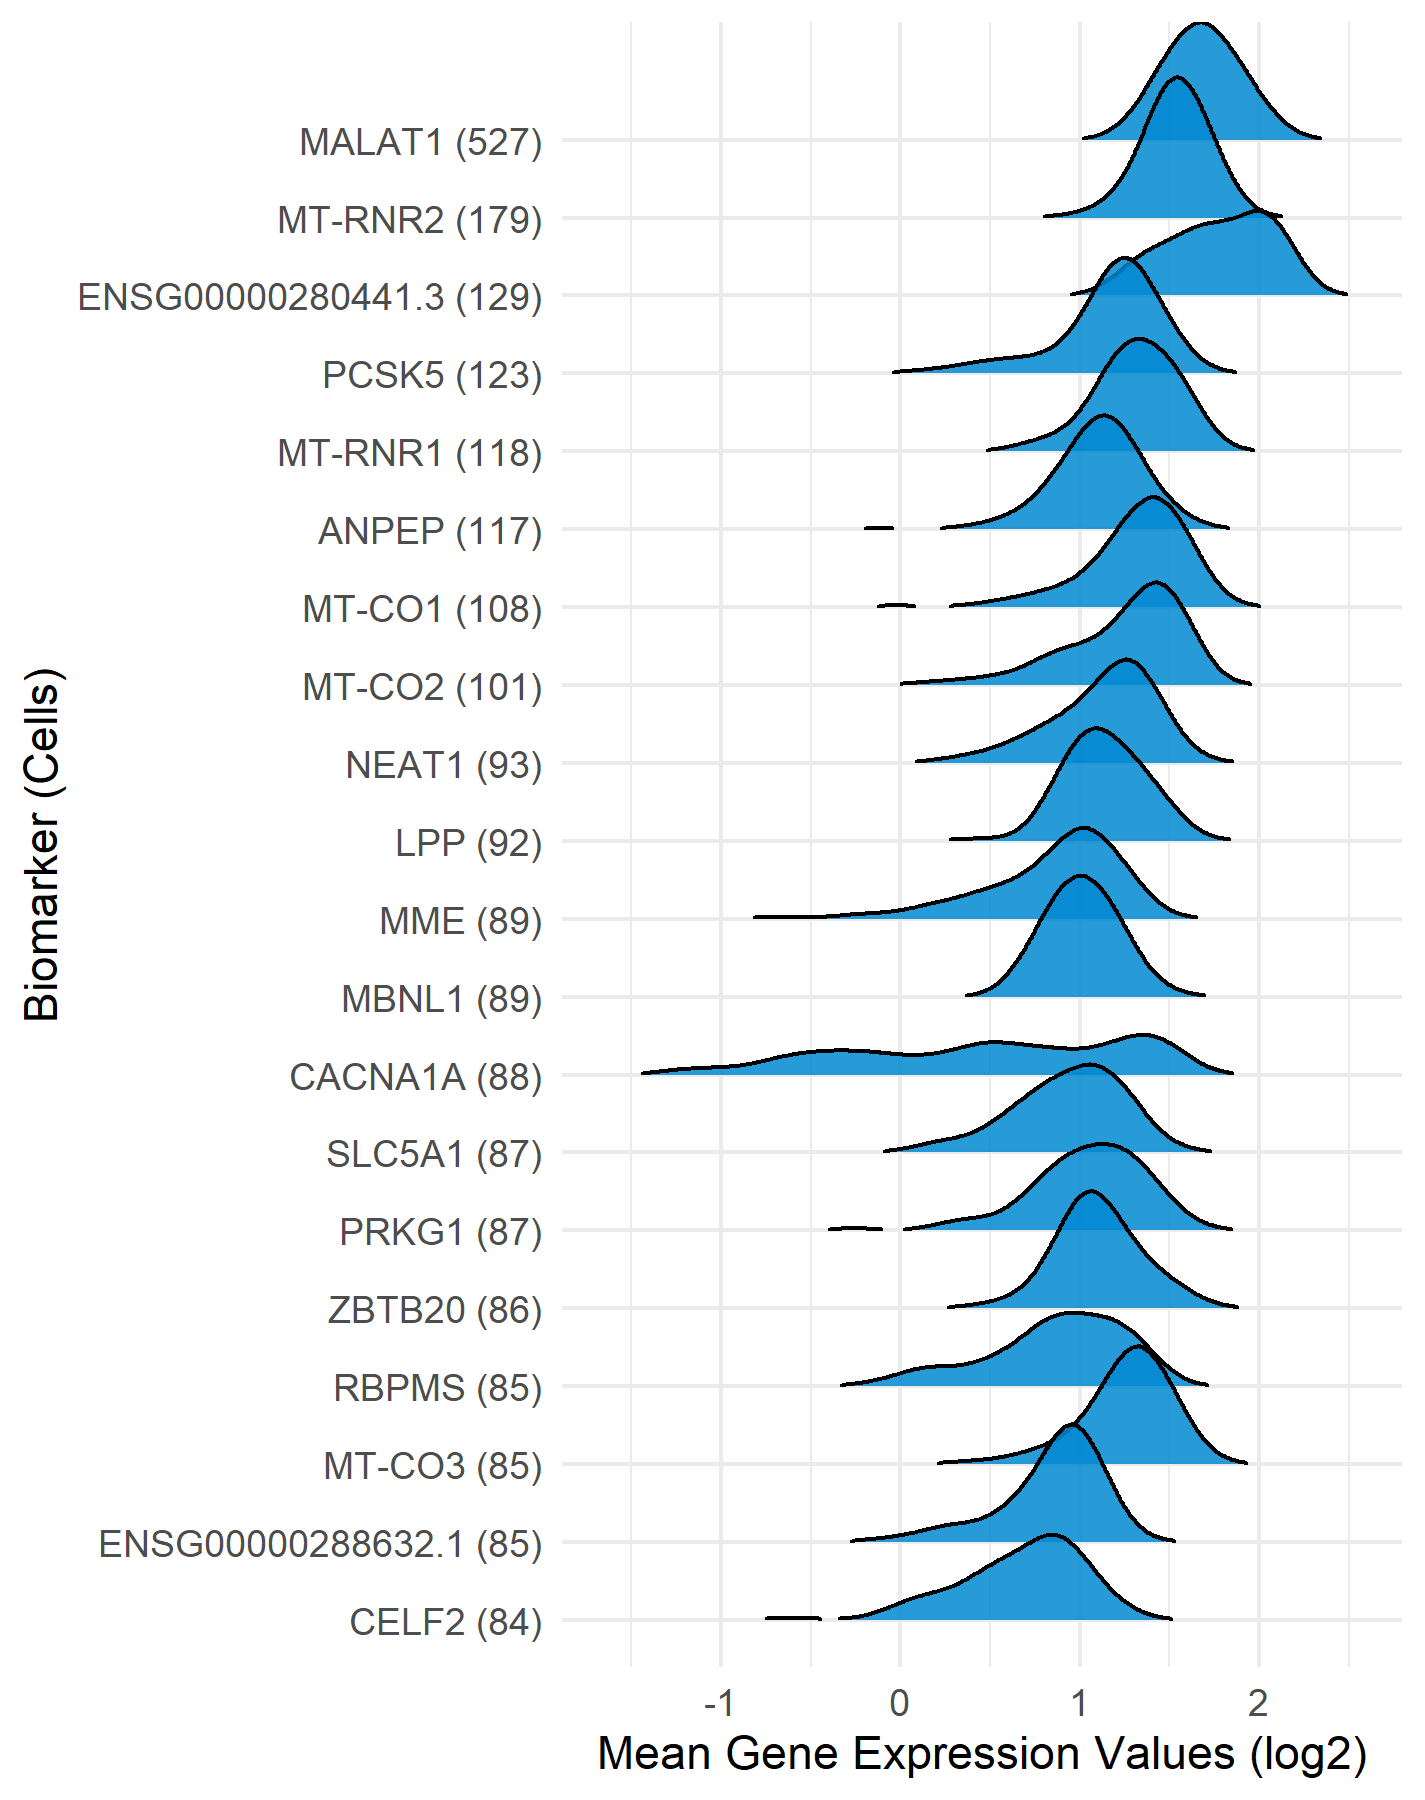 MALAT1 (527)
MT-RNR2 (179)
ENSG00000280441.3 (129)
PCSK5 (123)
MT-RNR1 (118)
ANPEP (117)
MT-CO1 (108)
MT-CO2 (101)
NEAT1 (93)
LPP (92)
MME (89)
MBNL1 (89)
CACNA1A (88)
SLC5A1 (87)
PRKG1 (87)
ZBTB20 (86)
RBPMS (85)
MT-CO3 (85)
ENSG00000288632.1 (85)
CELF2 (84)
Biomarker (Cells)
-1 0 1 2
Mean Gene Expression Values (log2)